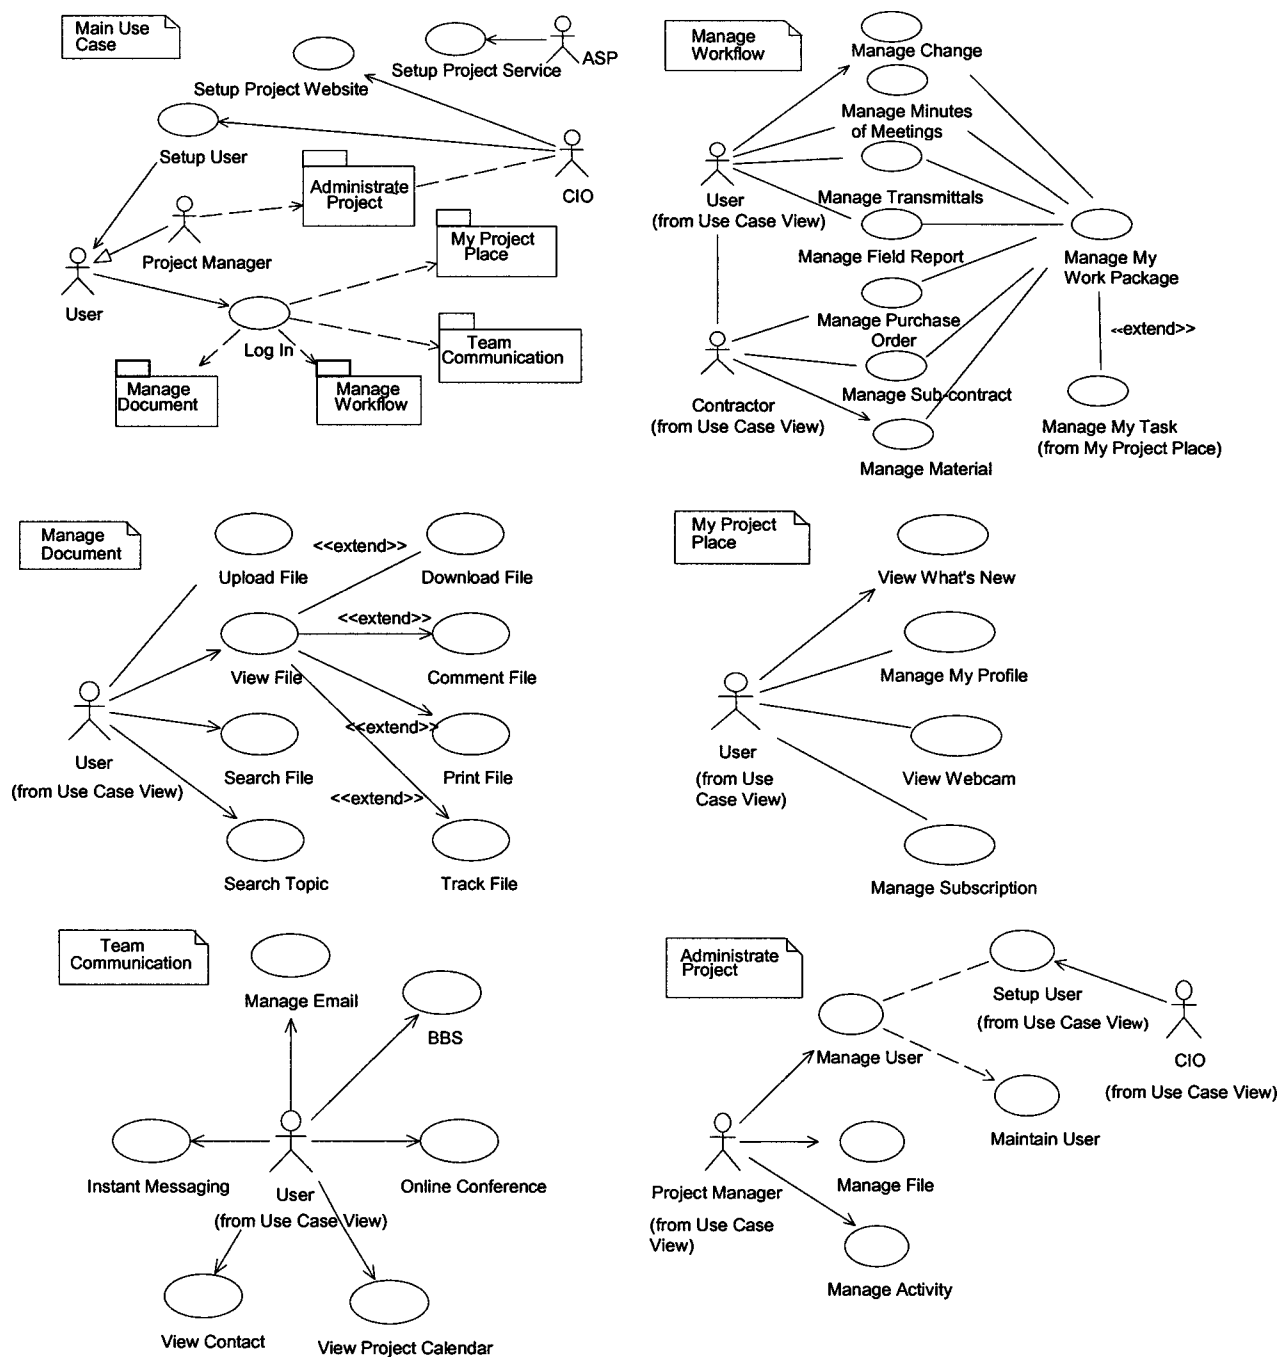 Main Use
Case
Setup Project Service
ASP
Setup Project Website
Setup User
CIO
Administrate
Project
Project Manager
My Project
Place
User
Log In
Team
Communication
Manage
Document
Manage
Workflow
Manage
Workflow
Manage Change
Manage Minutes
of Meetings
User
(from Use Case View)
Manage Transmittals
Manage Field Report
Manage My
Work Package
Manage Purchase
Order
<<extend>>
Contractor
(from Use Case View)
Manage Sub-contract
Manage My Task
(from My Project Place)
Manage Material
Manage
Document
Upload File
<<extend>>
Download File
<<extend>>
View File
Comment File
<<extend>>
User
(from Use Case View)
Search File
Print File
<<extend>>
Search Topic
Track File
My Project
Place
View What's New
Manage My Profile
User
(from Use
Case View)
View Webcam
Manage Subscription
Team
Communication
Manage Email
BBS
Instant Messaging
User
(from Use Case View)
Online Conference
View Contact
View Project Calendar
Administrate
Project
Setup User
(from Use Case View)
CIO
(from Use Case View)
Manage User
Maintain User
Project Manager
(from Use Case
View)
Manage File
Manage Activity